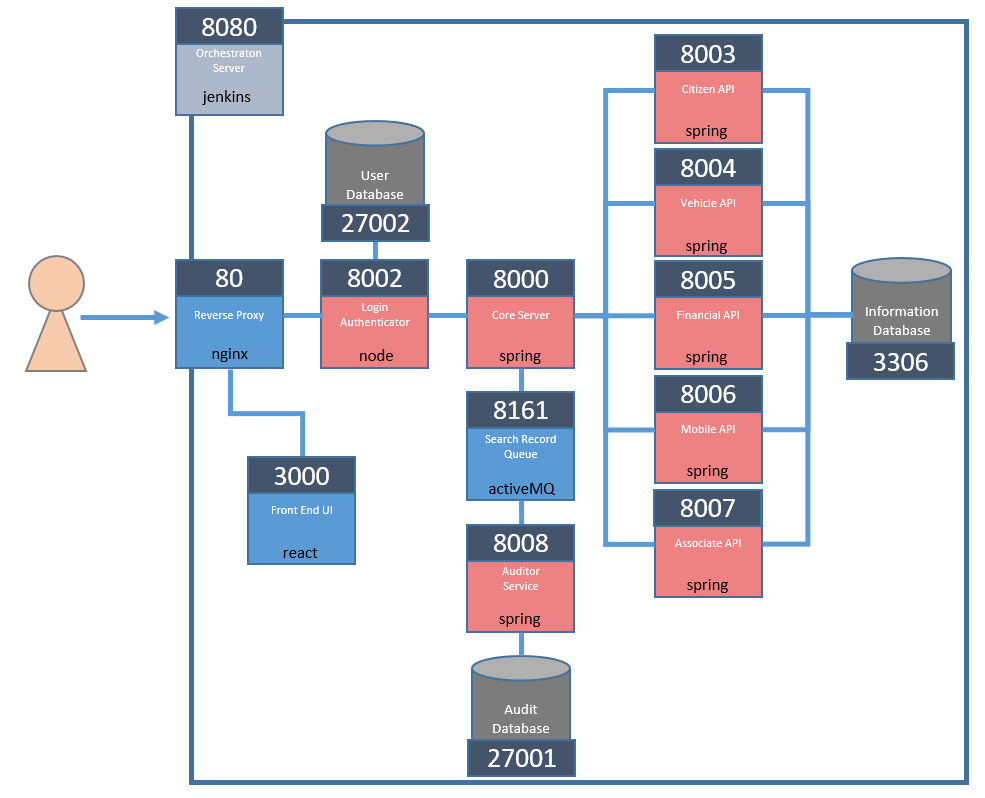 8080
Orchestraton
Server
jenkins
User
Database
27002
80
Reverse Proxy
nginx
8002
Login
Authenticator
node
8000
Core Server
spring
3000
Front End UI
react
8161
Search Record
Queue
activeMQ
8008
Auditor
Service
spring
Audit
Database
27001
8003
Citizen API
spring
8004
Vehicle API
spring
8005
Financial API
spring
8006
Mobile API
spring
8007
Associate API
spring
Information
Database
3306